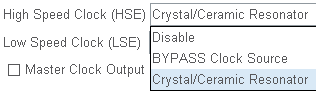 High Speed Clock (HSE) Crystal/Ceramic Resonator
Disable
Low Speed Clock (LSE) BYPASS Clock Source
Master Clock Output Crystal/Ceramic Resonator